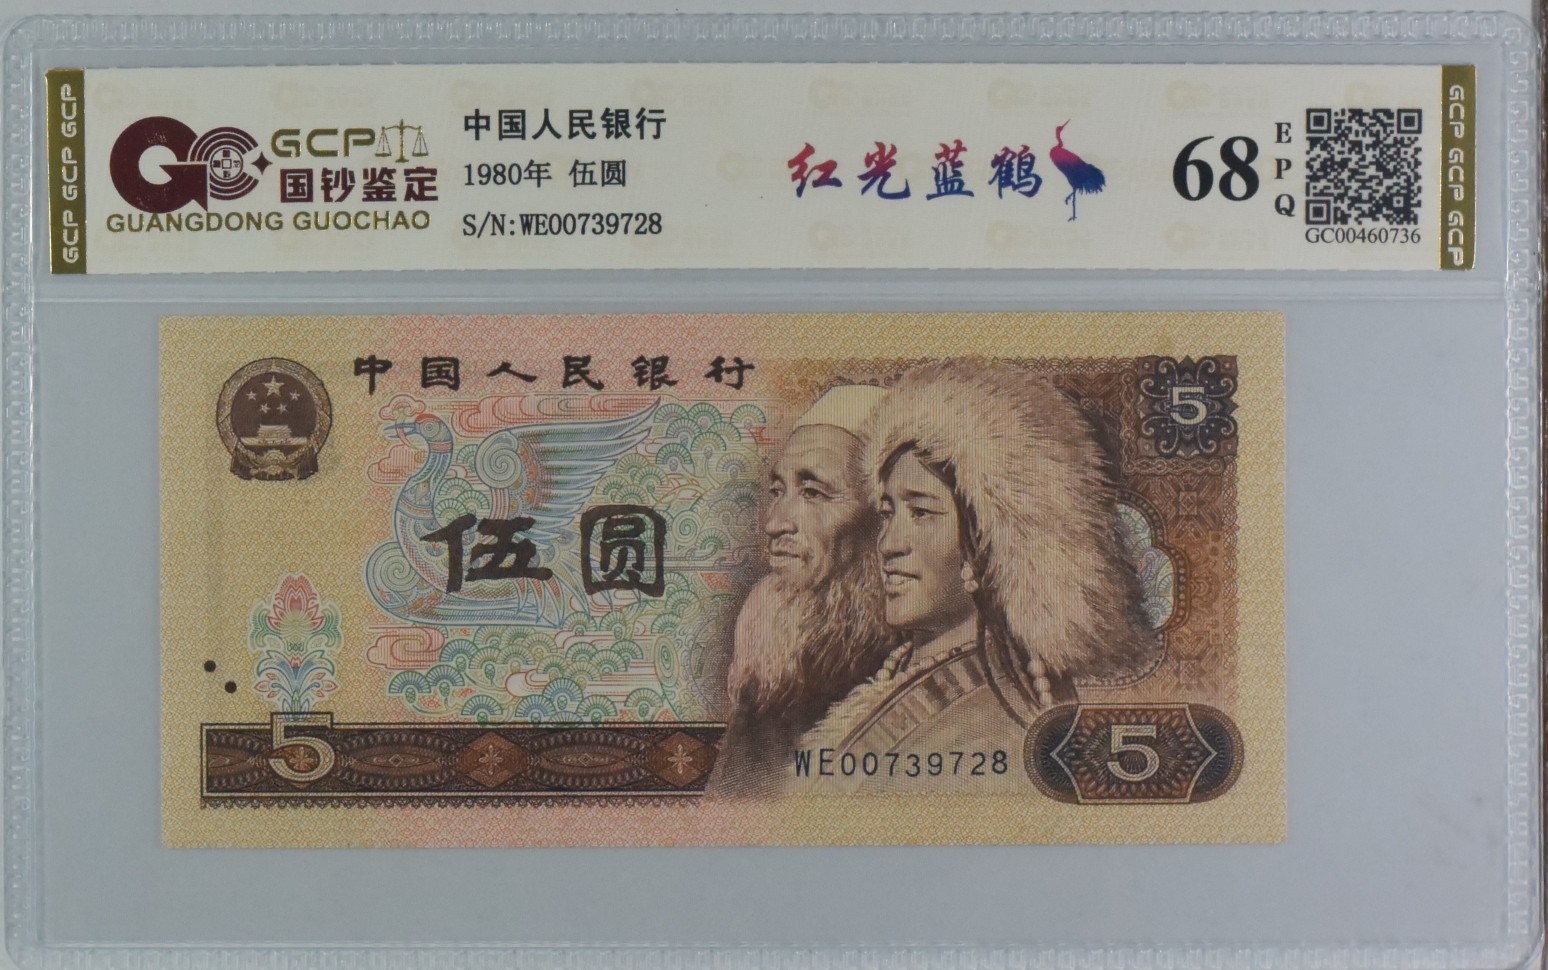 GCP GCP GCP
GCP
国钞鉴定
GUANGDONG GUOCHAO
中国人民银行
1980年 伍圆
S/N:WE00739728
红光蓝鹤
68
EPQ
GC00460736
GCP GCP GCP
中国人民银行
5
伍圆
5
WE00739728
5